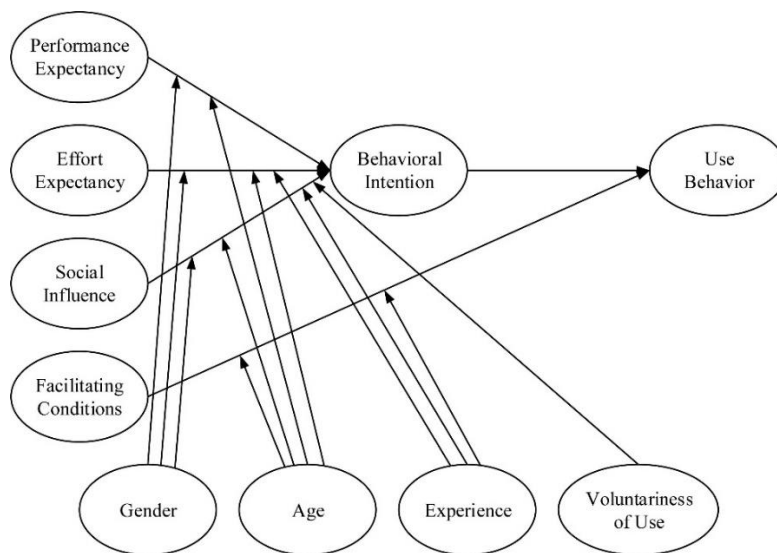 Performance
Expectancy
Effort
Expectancy
Behavioral
Intention
Use
Behavior
Social
Influence
Facilitating
Conditions
Gender
Age
Experience
Voluntariness
of Use